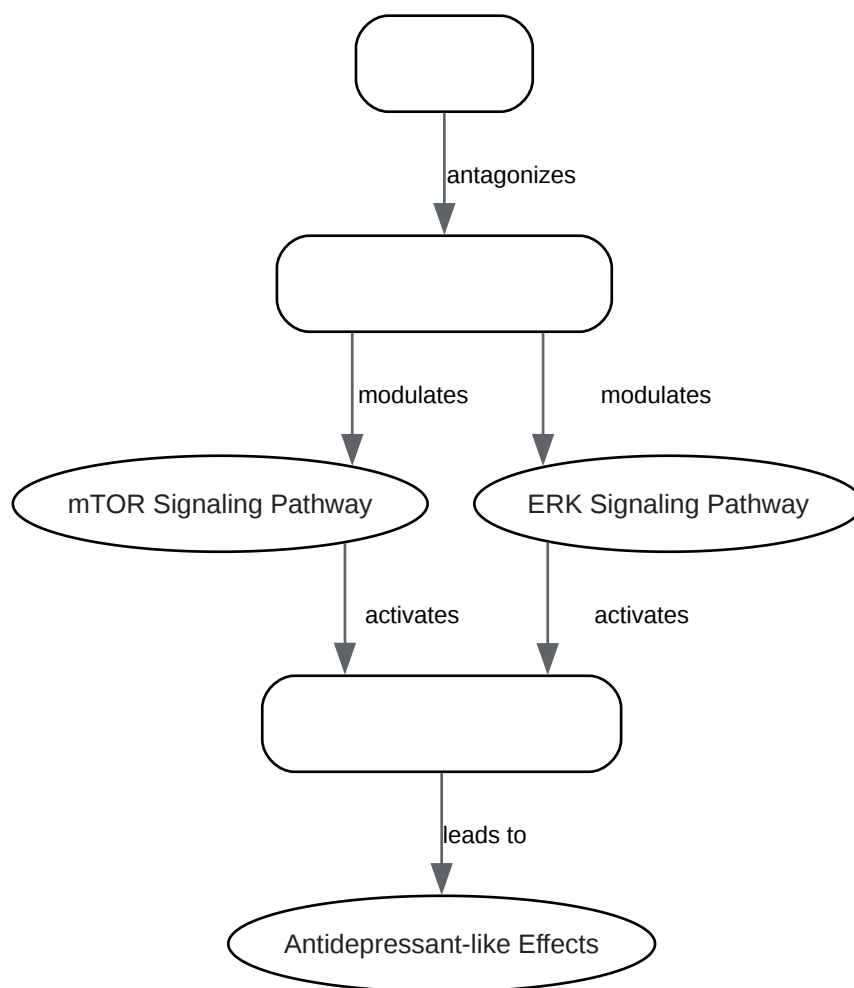 antagonizes
modulates
modulates
mTOR Signaling Pathway
ERK Signaling Pathway
activates
activates
leads to
Antidepressant-like Effects